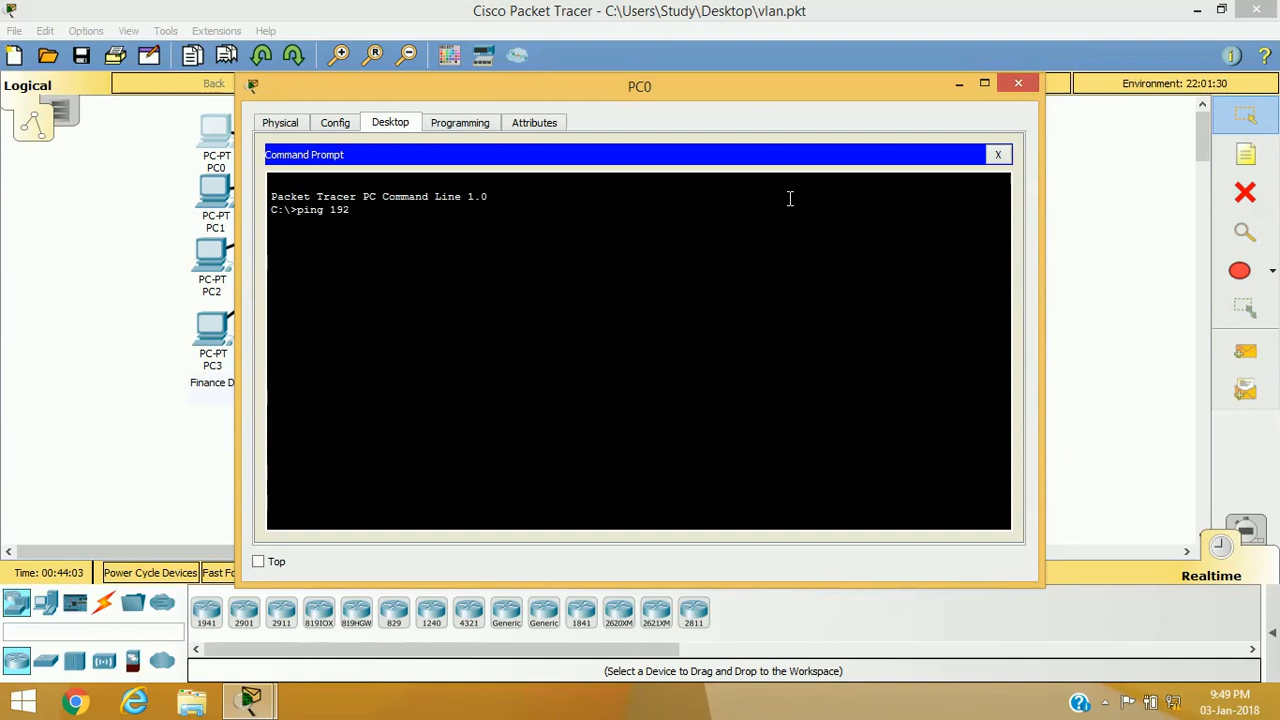 Cisco Packet Tracer - C:\Users\Study\Desktop\vlan.pkt
File Edit Options View Tools Extensions Help
Logical
Back
Environment: 22:01:30
PC0
Physical Config Desktop Programming Attributes
Command Prompt
X
Packet Tracer PC Command Line 1.0
C:\>ping 192
PC-PT
PC0
PC-PT
PC1
PC-PT
PC2
PC-PT
PC3
Finance D
Top
Time: 00:44:03
Power Cycle Devices
Fast Fo
Realtime
1941 2901 2911 819IOX 819HGW 829 1240 4321 Generic Generic 1841 2620XM 2621XM 2811
(Select a Device to Drag and Drop to the Workspace)
9:49 PM
03-Jan-2018